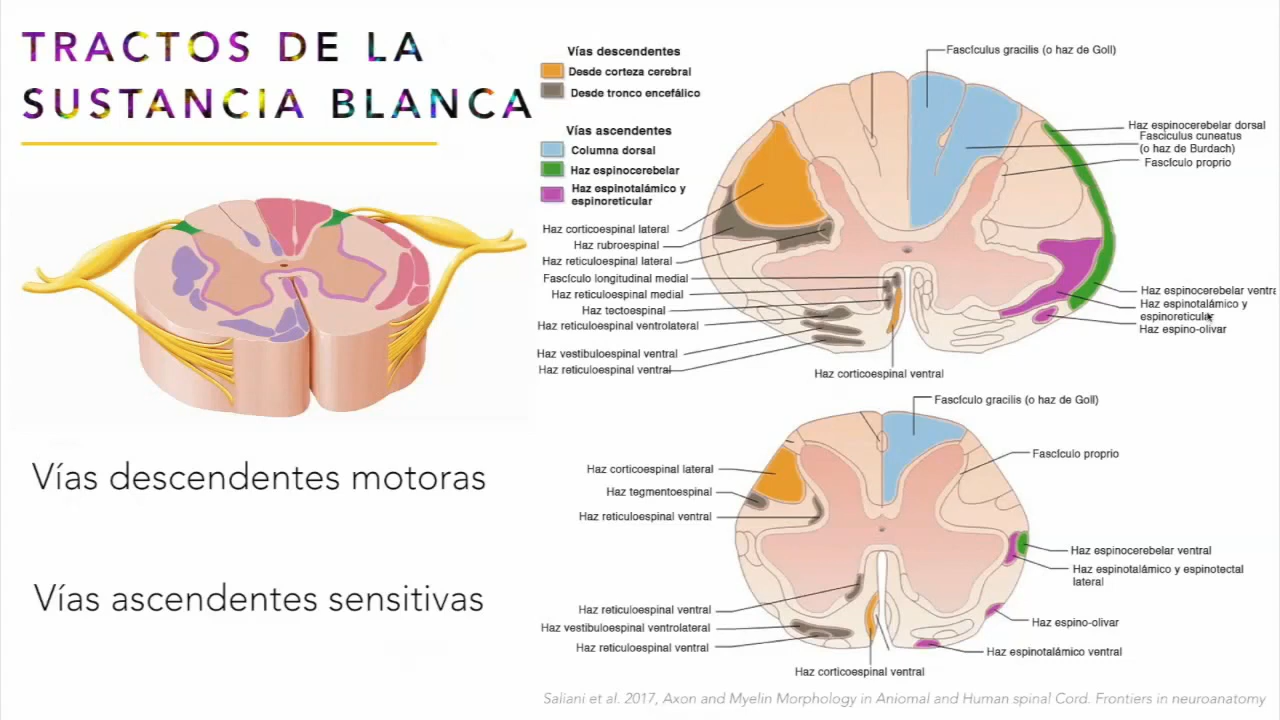 TRACTOS DE LA
SUSTANCIA BLANCA
Vías descendentes motoras
Vías ascendentes sensitivas
Vías descendentes
Desde corteza cerebral
Desde tronco encefálico
Vías ascendentes
Columna dorsal
Haz espinocerebelar
Haz espinotalámico y
espinoreticular
Haz corticoespinal lateral
Haz rubroespinal
Haz reticuloespinal lateral
Fascículo longitudinal medial
Haz reticuloespinal medial
Haz tectoespinal
Haz reticuloespinal ventrolateral
Haz vestibuloespinal ventral
Haz reticuloespinal ventral
Fascículus gracilis (o haz de Goll)
Haz espinocerebelar dorsal
Fasciculus cuneatus
(o haz de Burdach)
Fascículo proprio
Haz espinocerebelar ventra
Haz espinotalámico y
espinoreticular
Haz espino-olivar
Haz corticoespinal ventral
Fascículo gracilis (o haz de Goll)
Haz corticoespinal lateral
Haz tegmentoespinal
Haz reticuloespinal ventral
Fascículo proprio
Haz espinocerebelar ventral
Haz espinotalámico y espinotectal
lateral
Haz reticuloespinal ventral
Haz vestibuloespinal ventrolateral
Haz reticuloespinal ventral
Haz espino-olivar
Haz espinotalámico ventral
Haz corticoespinal ventral
Saliani et al. 2017, Axon and Myelin Morphology in Aniomal and Human spinal Cord. Frontiers in neuroanatomy